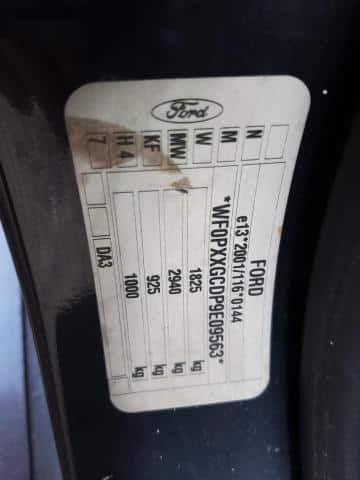 Ford
FORD
e13*2001/116*0144
*WF0PXXGCDP9E09563*
1825 kg
2940 kg
925 kg
1000 kg
DA3
N
M
W
MW
KF
H 4
7